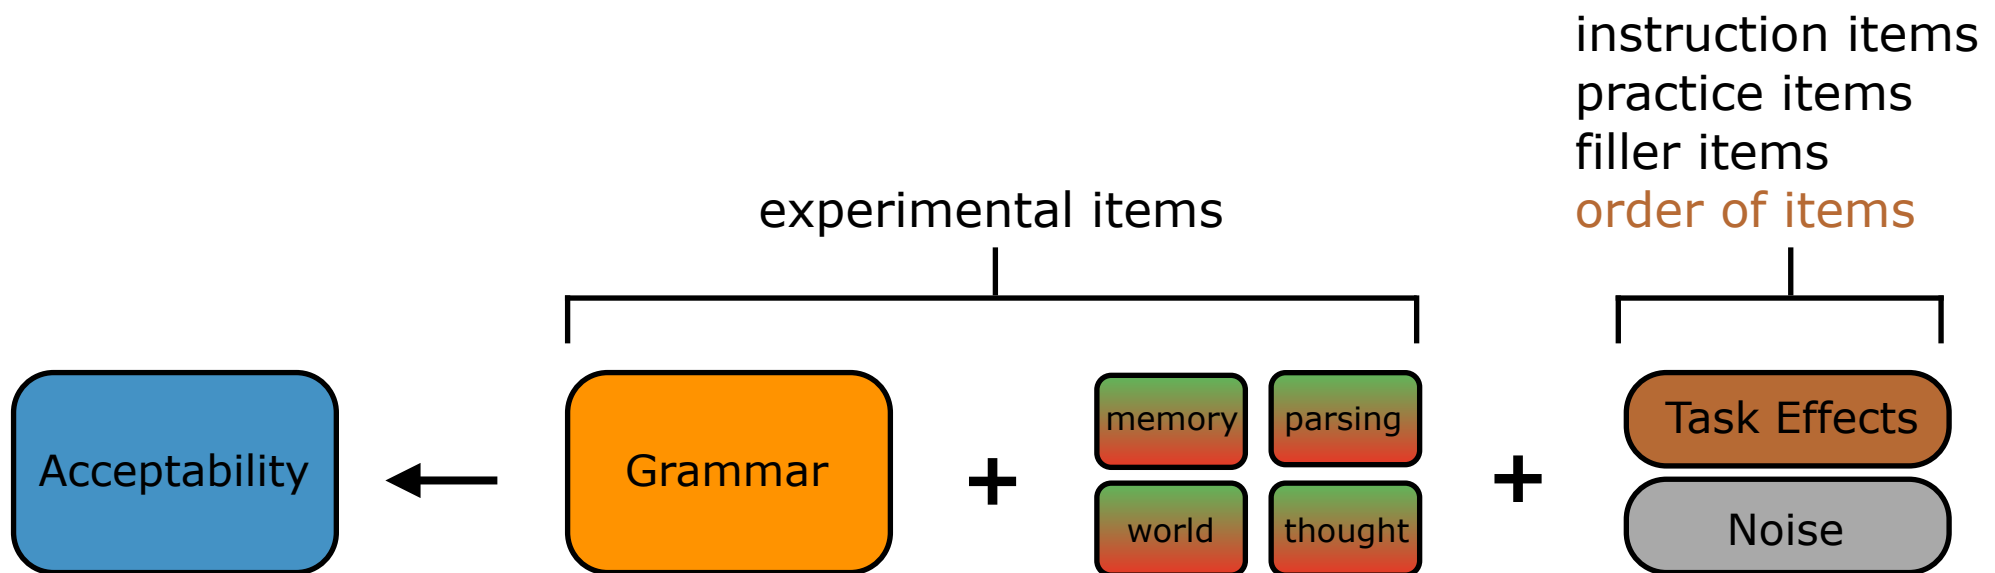 instruction items
practice items
filler items
order of items
experimental items
Acceptability
Grammar
+
memory
parsing
world
thought
+
Task Effects
Noise